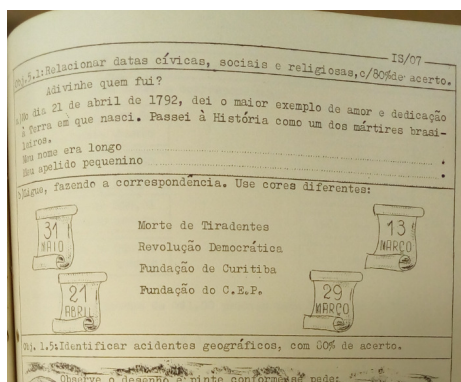 IS/07
Obj.5.1:Relacionar datas cívicas, sociais e religiosas,c/80%de acerto.
Adivinhe quem fui?
a)No dia 21 de abril de 1792, dei o maior exemplo de amor e dedicação
à Terra em que nasci. Passei à História como um dos mártires brasi-
leiros.
Meu nome era longo .
Meu apelido pequenino .
b)Ligue, fazendo a correspondência. Use cores diferentes:
31
MAIO
Morte de Tiradentes
13
MARÇO
Revolução Democrática
Fundação de Curitiba
21
ABRIL
Fundação do C.E.P.
29
MARÇO
Obj. 1.5:Identificar acidentes geográficos, com 80% de acerto.
Observe o desenho e pinte conforme se pede: